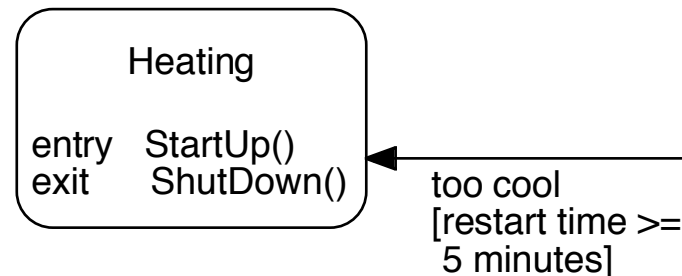 Heating
entry StartUp()
exit ShutDown()
too cool
[restart time >=
5 minutes]